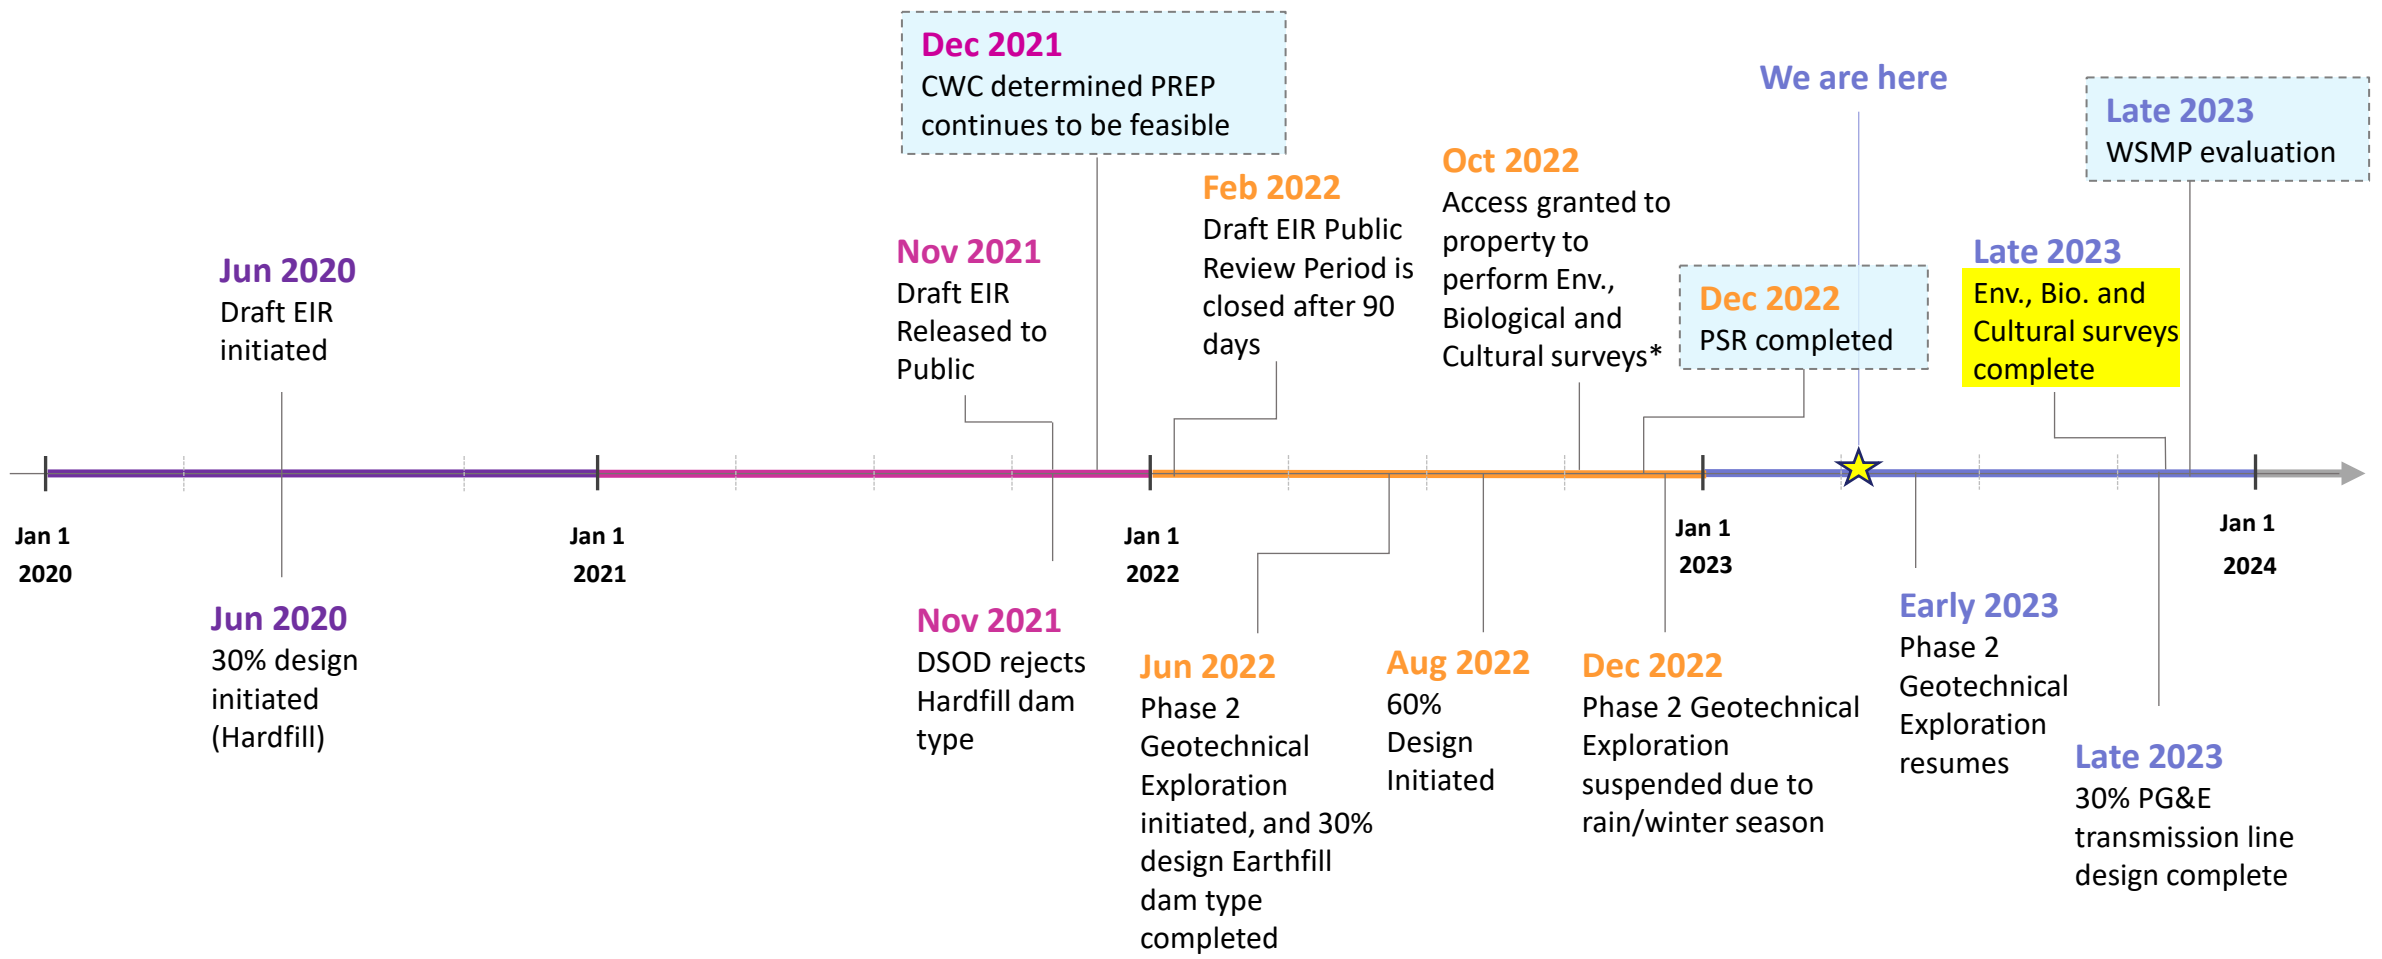 Dec 2021
CWC determined PREP
continues to be feasible
We are here
Late 2023
WSMP evaluation
Oct 2022
Access granted to
property to
perform Env.,
Biological and
Cultural surveys*
Feb 2022
Draft EIR Public
Review Period is
closed after 90
days
Nov 2021
Draft EIR
Released to
Public
Late 2023
Env., Bio. and
Cultural surveys
complete
Jun 2020
Draft EIR
initiated
Dec 2022
PSR completed
Jan 1
2020
Jan 1
2021
Jan 1
2022
Jan 1
2023
Jan 1
2024
Jun 2020
30% design
initiated
(Hardfill)
Nov 2021
DSOD rejects
Hardfill dam
type
Jun 2022
Phase 2
Geotechnical
Exploration
initiated, and 30%
design Earthfill
dam type
completed
Aug 2022
60%
Design
Initiated
Dec 2022
Phase 2 Geotechnical
Exploration
suspended due to
rain/winter season
Early 2023
Phase 2
Geotechnical
Exploration
resumes
Late 2023
30% PG&E
transmission line
design complete